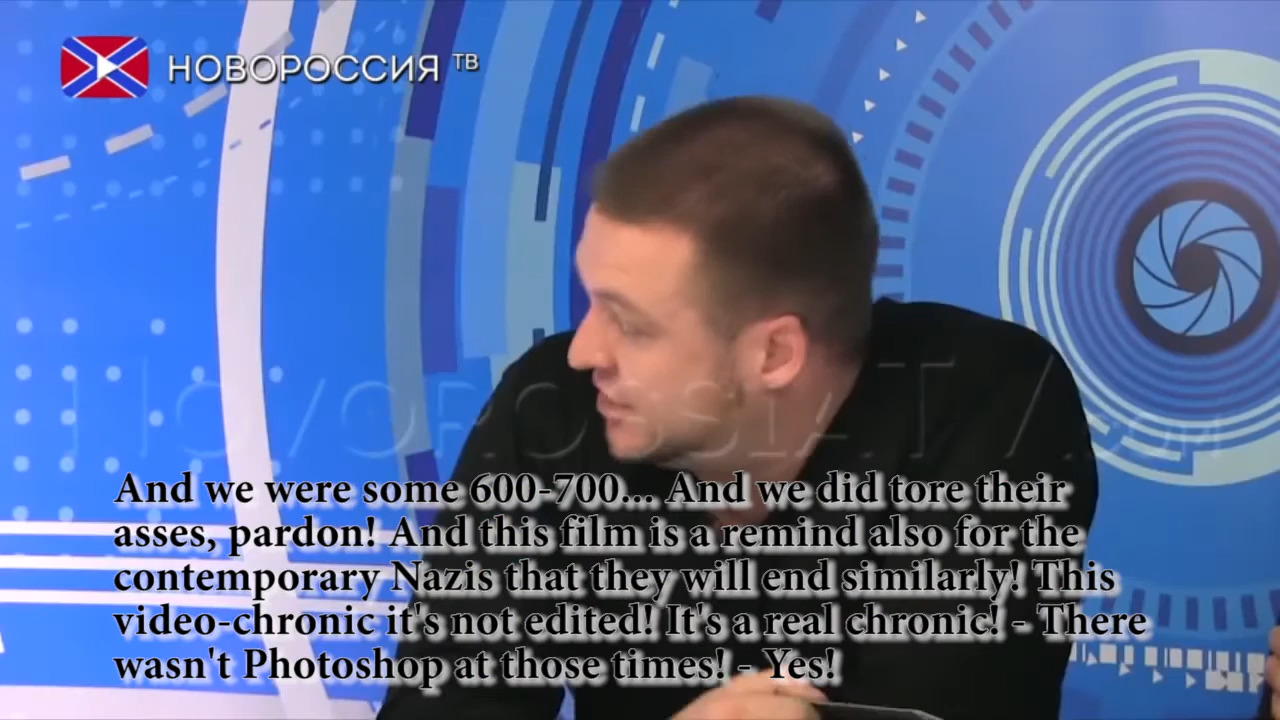 НОВОРОССИЯ ТВ
NOVOROSSIATV.COM
And we were some 600-700... And we did tore their
asses, pardon! And this film is a remind also for the
contemporary Nazis that they will end similarly! This
video-chronic it's not edited! It's a real chronic! - There
wasn't Photoshop at those times! - Yes!